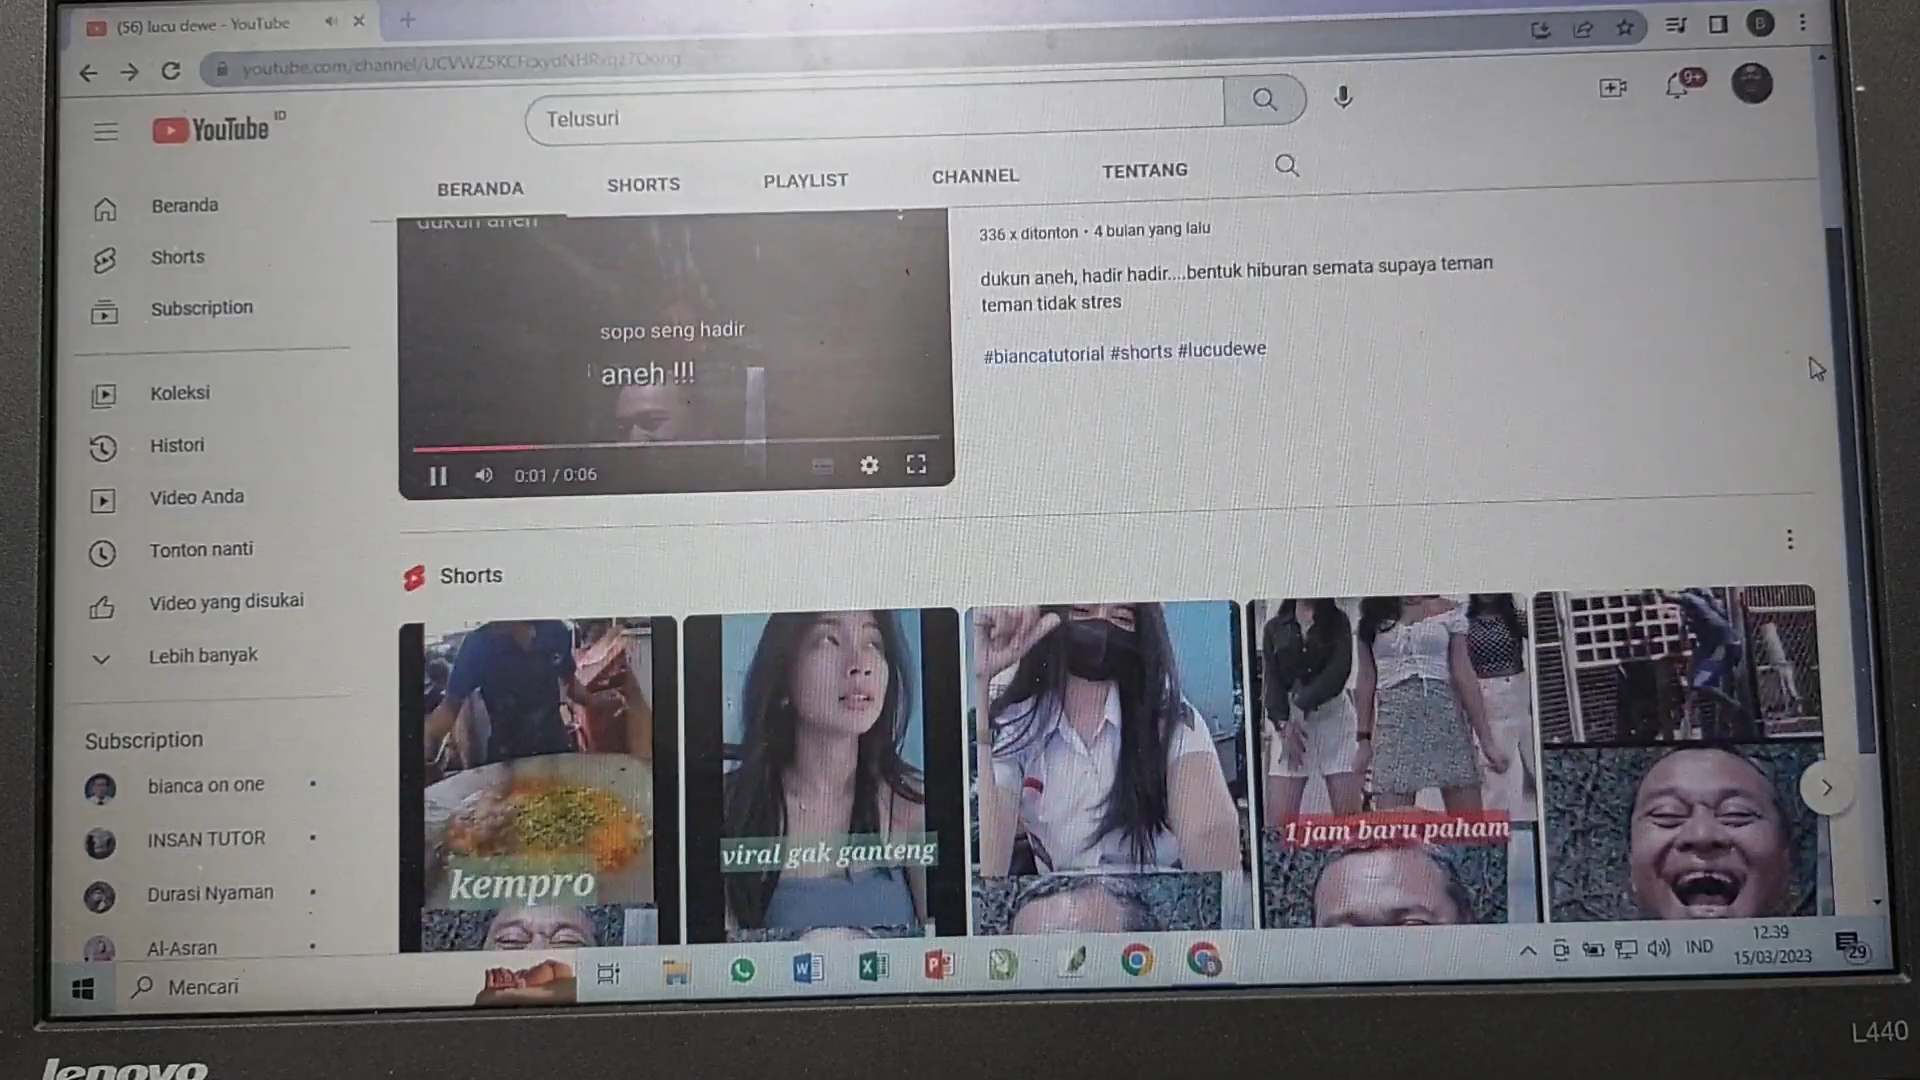 (56) lucu dewe - YouTube
B
YouTube ID
Telusuri
9+
BERANDA
SHORTS
PLAYLIST
CHANNEL
TENTANG
Beranda
Shorts
Subscription
Koleksi
Histori
Video Anda
Tonton nanti
Video yang disukai
Lebih banyak
Subscription
bianca on one
INSAN TUTOR
Durasi Nyaman
Al-Asran
dukun aneh
sopo seng hadir
aneh !!!
0:01 / 0:06
336 x ditonton • 4 bulan yang lalu
dukun aneh, hadir hadir....bentuk hiburan semata supaya teman
teman tidak stres
#biancatutorial #shorts #lucudewe
Shorts
kempro
viral gak ganteng
1 jam baru paham
Mencari
IND
12.39
15/03/2023
29
lenovo
L440